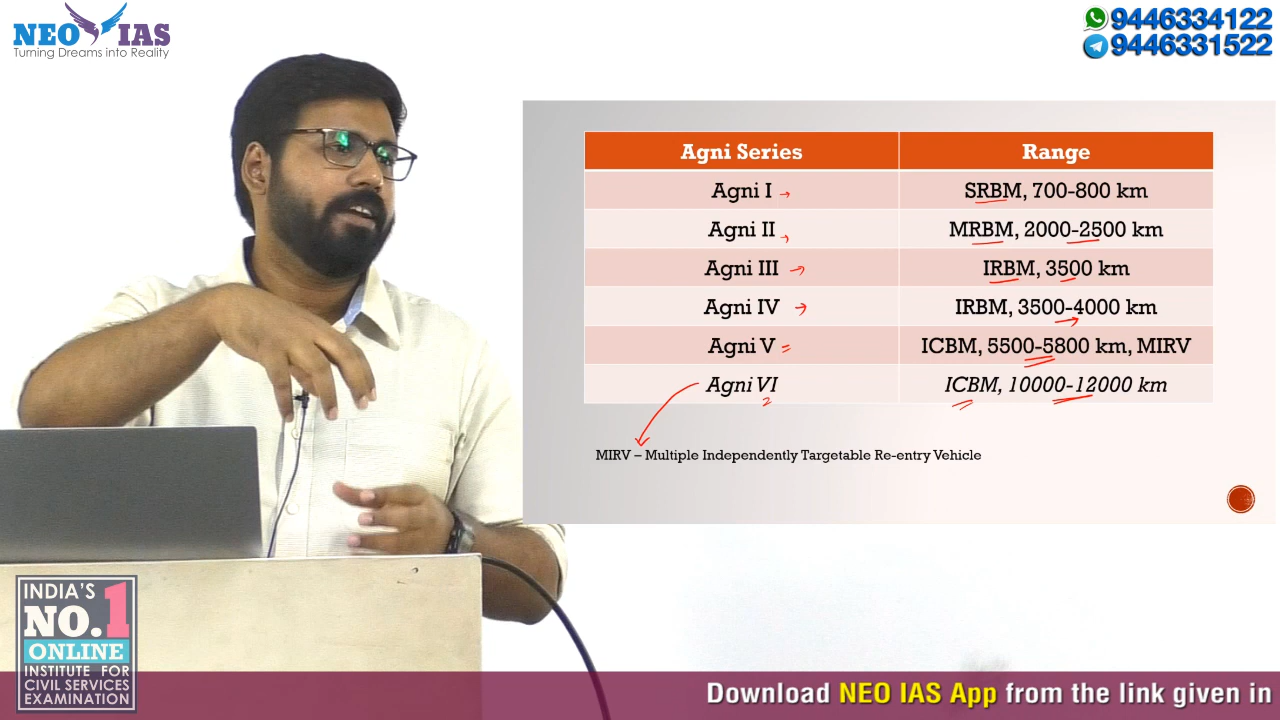 NEO IAS
Turning Dreams into Reality
9446334122
9446331522
Agni Series Range
Agni I SRBM, 700-800 km
Agni II MRBM, 2000-2500 km
Agni III IRBM, 3500 km
Agni IV IRBM, 3500-4000 km
Agni V ICBM, 5500-5800 km, MIRV
Agni VI ICBM, 10000-12000 km
MIRV – Multiple Independently Targetable Re-entry Vehicle
INDIA'S
NO.1
ONLINE
INSTITUTE FOR
CIVIL SERVICES
EXAMINATION
Download NEO IAS App from the link given in